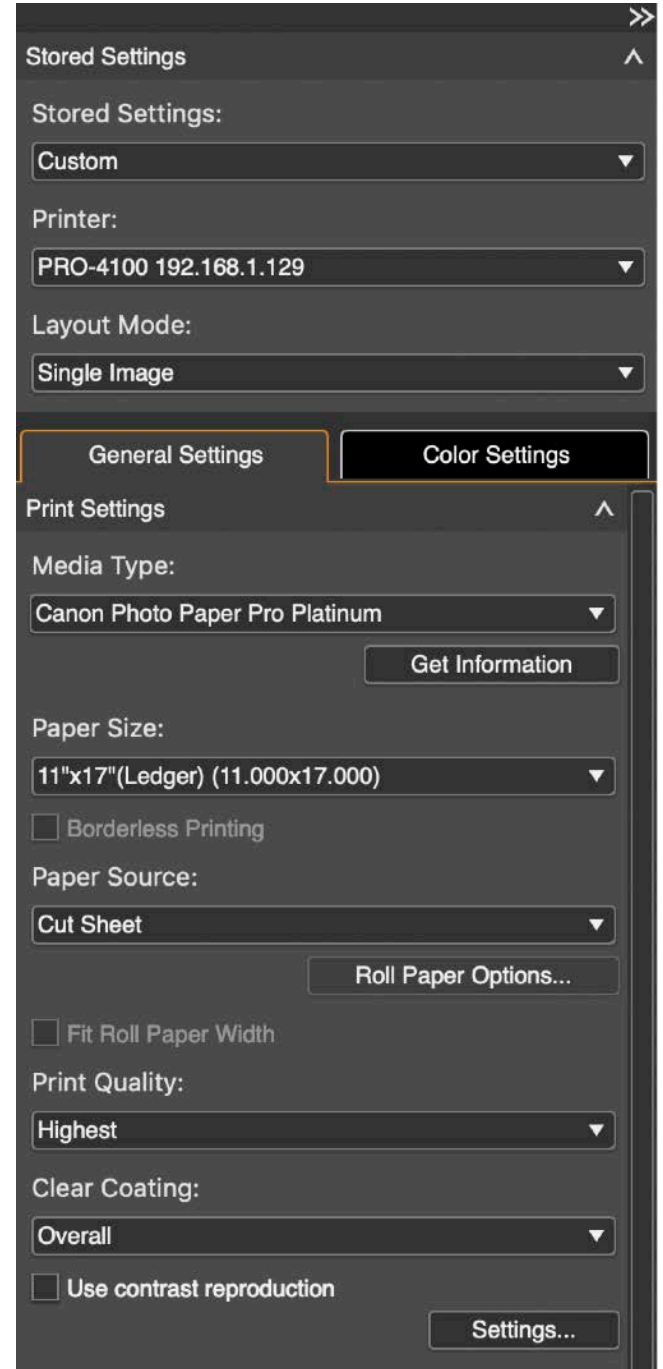 Stored Settings
Stored Settings:
Custom
Printer:
PRO-4100 192.168.1.129
Layout Mode:
Single Image
General Settings
Color Settings
Print Settings
Media Type:
Canon Photo Paper Pro Platinum
Get Information
Paper Size:
11"x17"(Ledger) (11.000x17.000)
Borderless Printing
Paper Source:
Cut Sheet
Roll Paper Options...
Fit Roll Paper Width
Print Quality:
Highest
Clear Coating:
Overall
Use contrast reproduction
Settings...